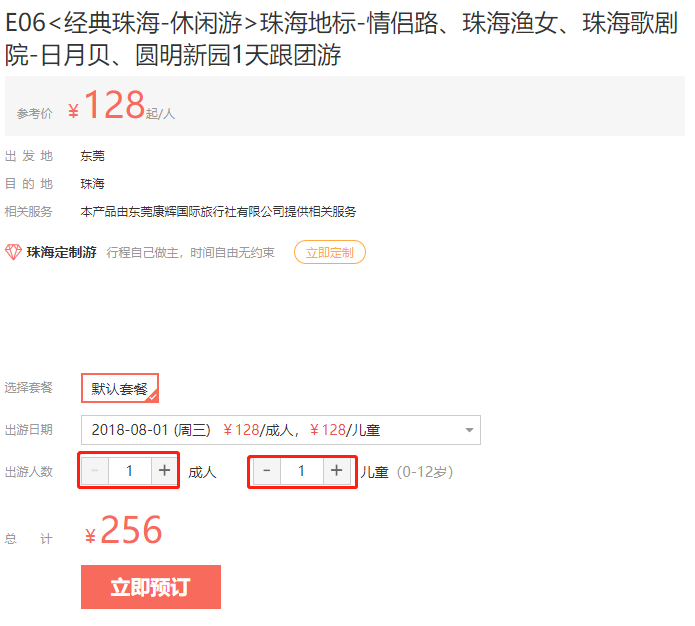 E06<经典珠海-休闲游>珠海地标-情侣路、珠海渔女、珠海歌剧
院-日月贝、圆明新园1天跟团游
参考价 ¥128起/人
出 发 地 东莞
目 的 地 珠海
相关服务 本产品由东莞康辉国际旅行社有限公司提供相关服务
珠海定制游 行程自己做主，时间自由无约束 立即定制
选择套餐 默认套餐
出游日期 2018-08-01 (周三) ¥128/成人，¥128/儿童
出游人数 - 1 + 成人 - 1 + 儿童（0-12岁）
总 计 ¥256
立即预订